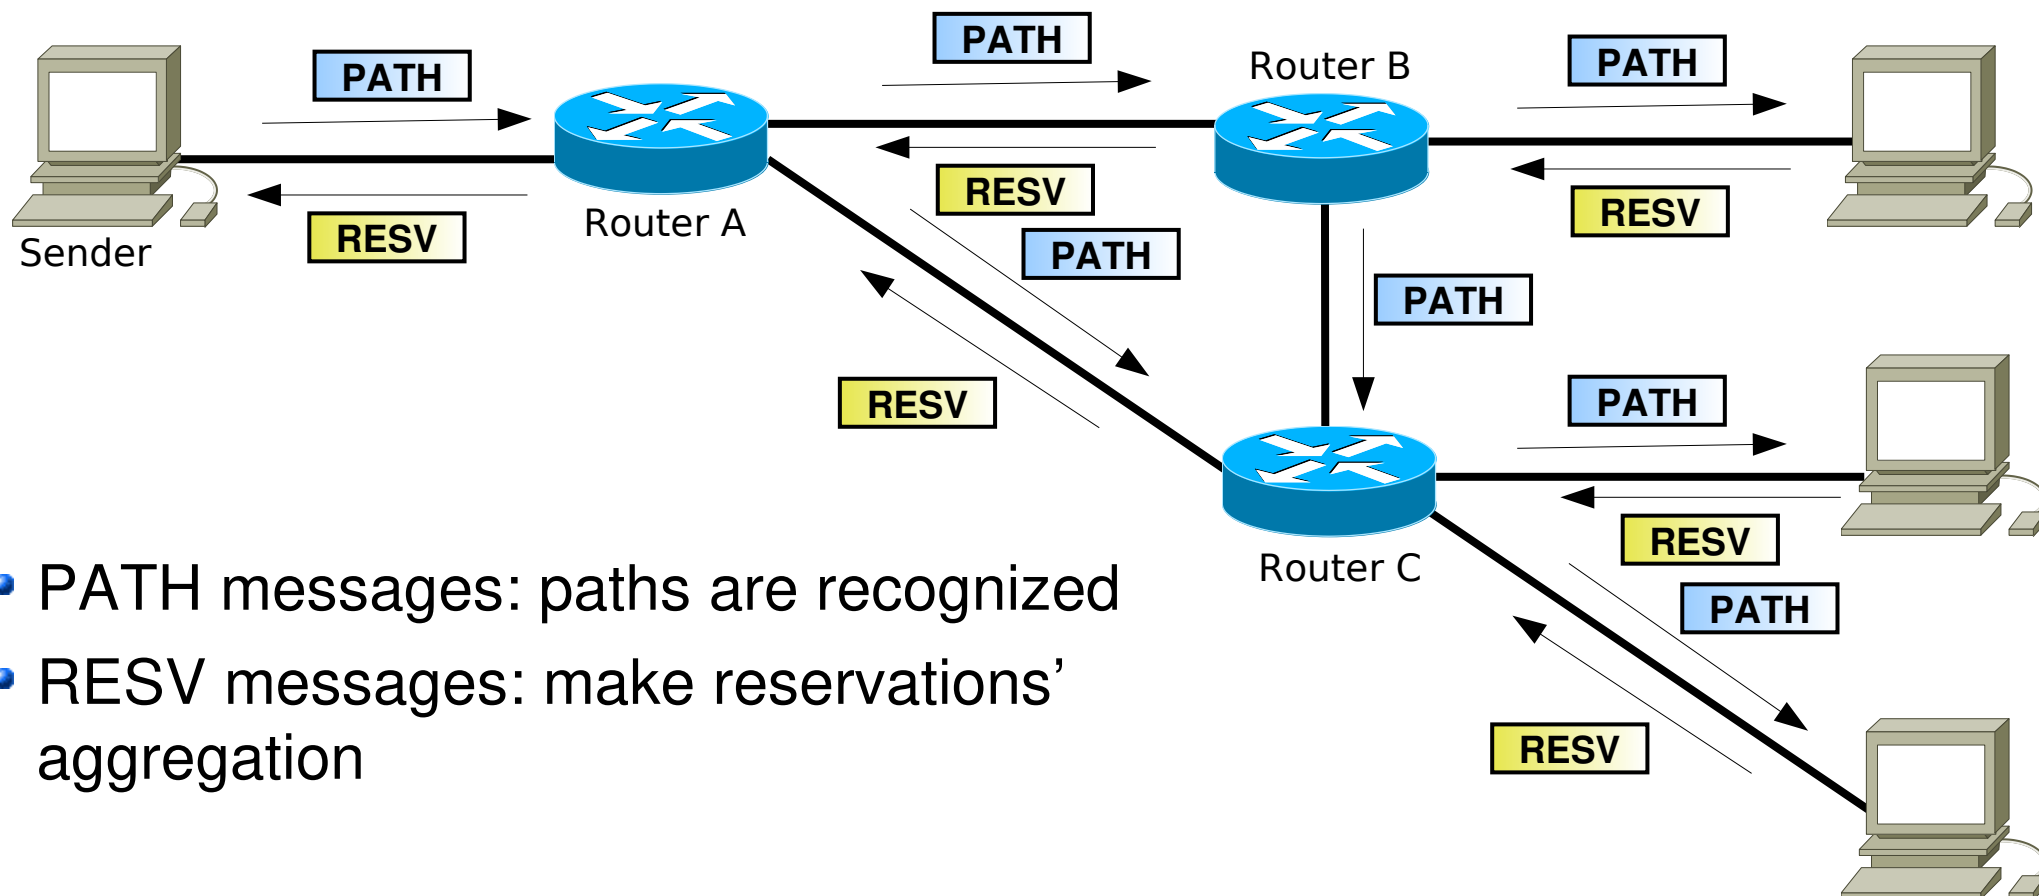 PATH
PATH
Router B
PATH
RESV
Router A
RESV
RESV
Sender
PATH
RESV
PATH
RESV
PATH
RESV
Router C
PATH
RESV
PATH messages: paths are recognized
RESV messages: make reservations’
aggregation